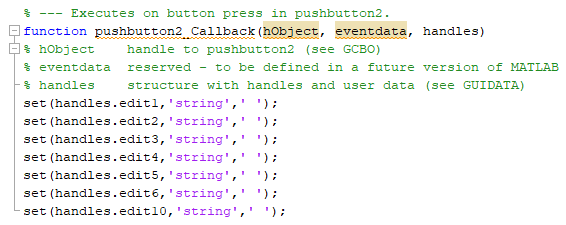 % --- Executes on button press in pushbutton2.
function pushbutton2_Callback(hObject, eventdata, handles)
% hObject    handle to pushbutton2 (see GCBO)
% eventdata  reserved - to be defined in a future version of MATLAB
% handles    structure with handles and user data (see GUIDATA)
set(handles.edit1,'string',' ');
set(handles.edit2,'string',' ');
set(handles.edit3,'string',' ');
set(handles.edit4,'string',' ');
set(handles.edit5,'string',' ');
set(handles.edit6,'string',' ');
set(handles.edit10,'string',' ');